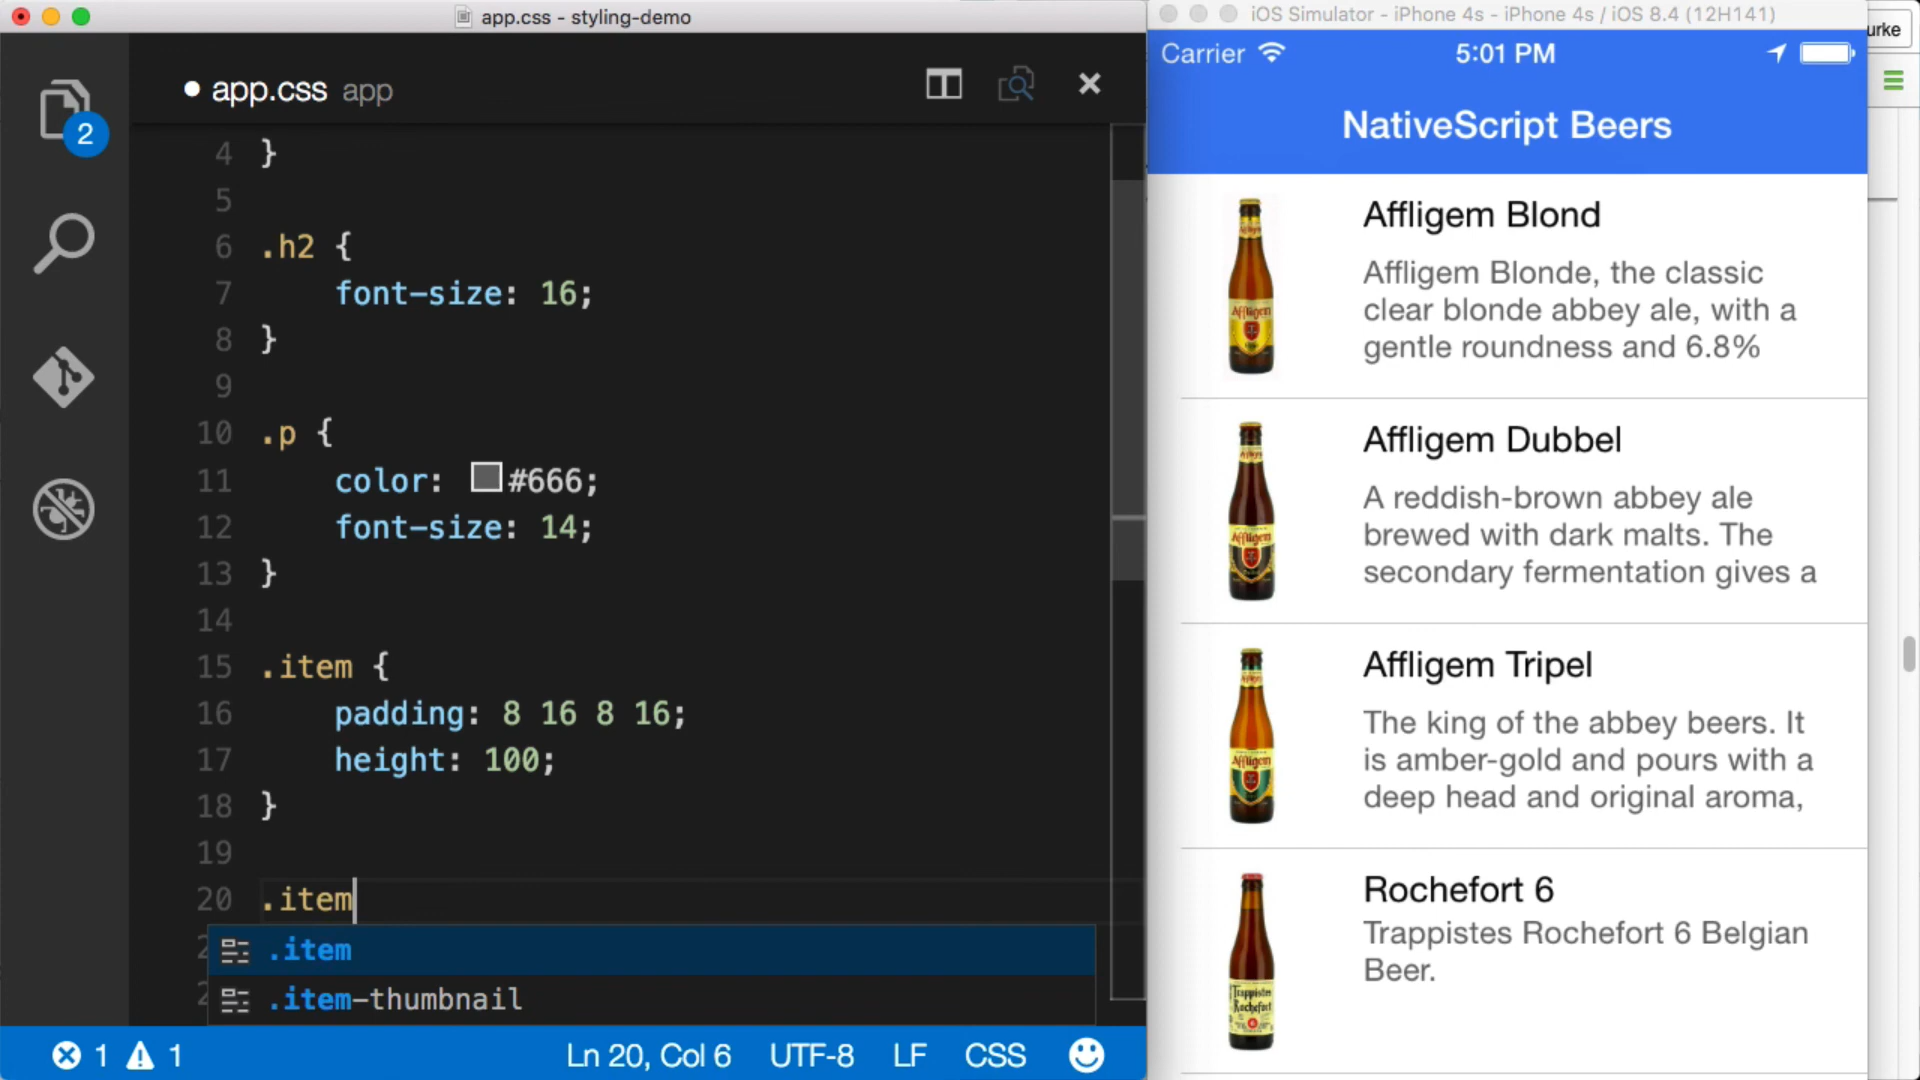 app.css - styling-demo
2
app.css app
4 }
5
6 .h2 {
7 font-size: 16;
8 }
9
10 .p {
11 color: #666;
12 font-size: 14;
13 }
14
15 .item {
16 padding: 8 16 8 16;
17 height: 100;
18 }
19
20 .item
.item
.item-thumbnail
1 1
Ln 20, Col 6 UTF-8 LF CSS
iOS Simulator - iPhone 4s - iPhone 4s / iOS 8.4 (12H141)
Carrier 5:01 PM
NativeScript Beers
Affligem Blond
Affligem Blonde, the classic
clear blonde abbey ale, with a
gentle roundness and 6.8%
Affligem
Affligem Dubbel
A reddish-brown abbey ale
brewed with dark malts. The
secondary fermentation gives a
Affligem
Affligem Tripel
The king of the abbey beers. It
is amber-gold and pours with a
deep head and original aroma,
Affligem
Rochefort 6
Trappistes Rochefort 6 Belgian
Beer.
Trappistes
Rochefort
urke